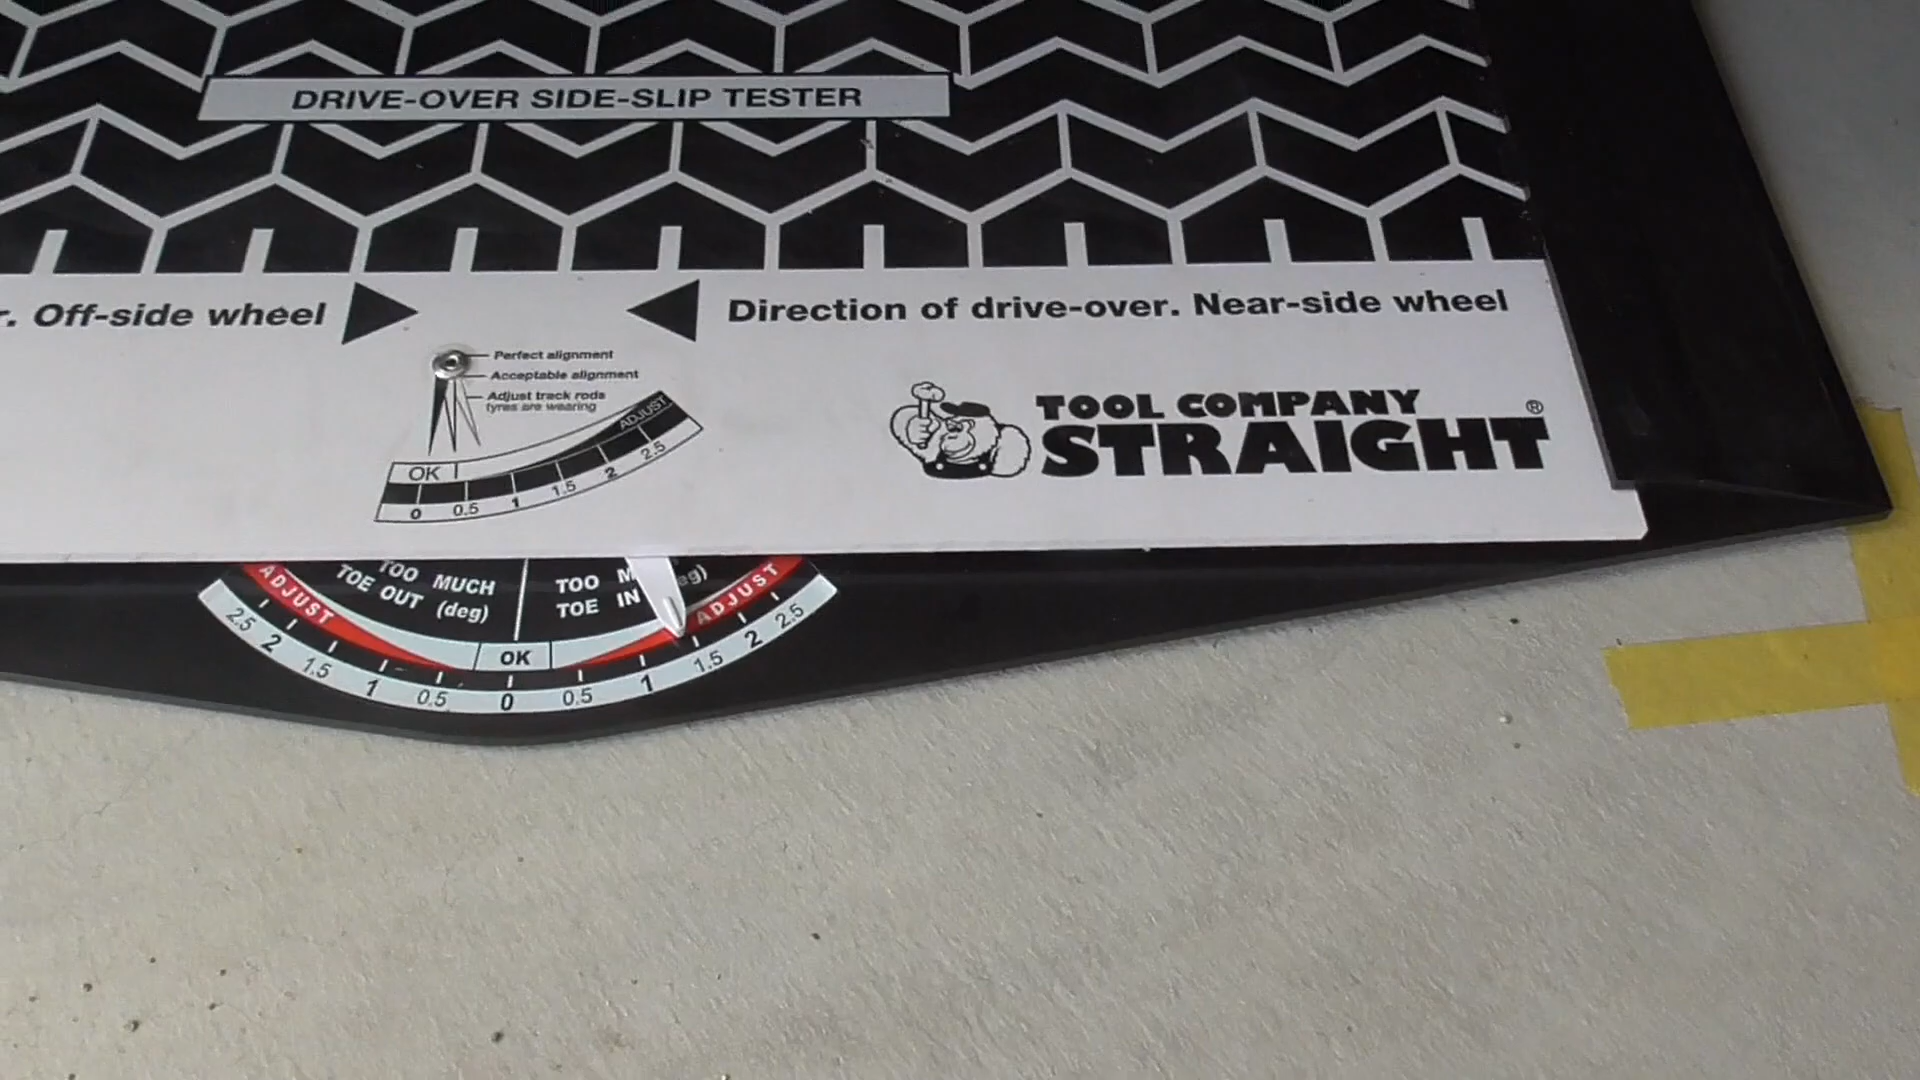 DRIVE-OVER SIDE-SLIP TESTER
r. Off-side wheel
Direction of drive-over. Near-side wheel
Perfect alignment
Acceptable alignment
Adjust track rods
tyres are wearing
ADJUST
OK
0 0.5 1 1.5 2 2.5
TOOL COMPANY
STRAIGHT®
ADJUST
TOO MUCH
TOE OUT (deg)
TOO M
TOE IN
eg)
ADJUST
OK
2.5 2 1.5 1 0.5 0 0.5 1 1.5 2 2.5